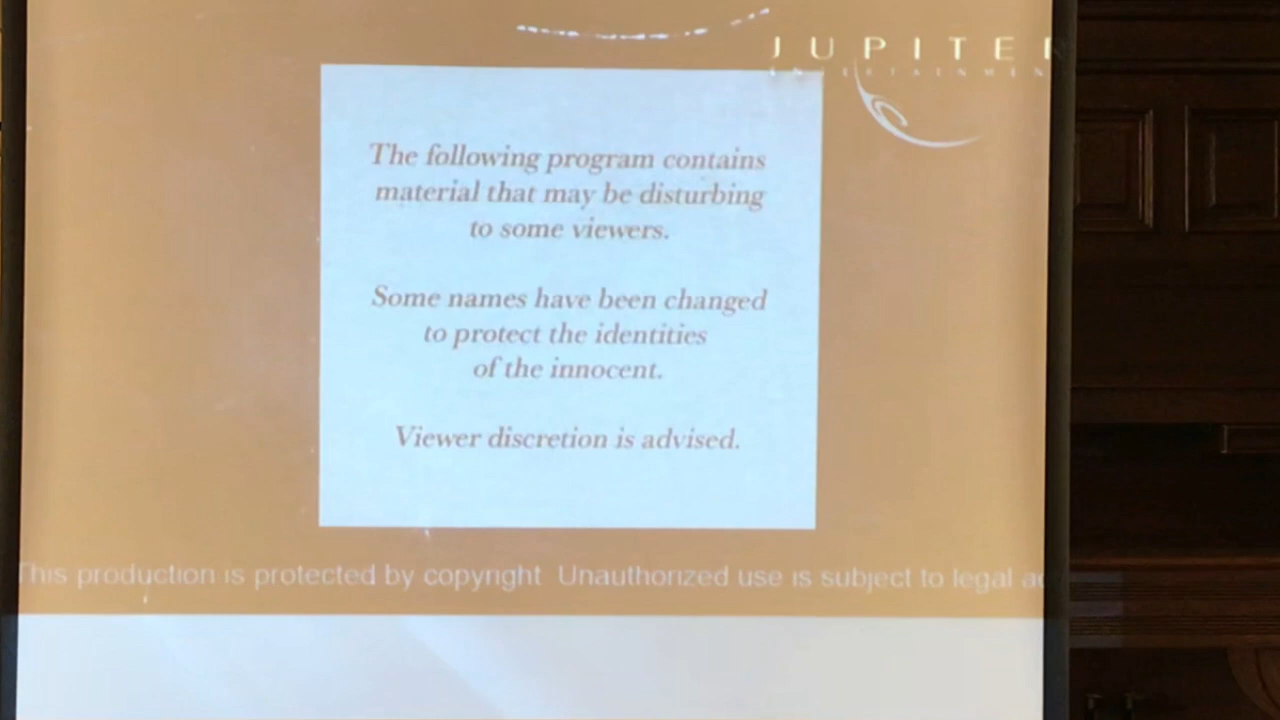 JUPITER
ENTERTAINMEN
The following program contains
material that may be disturbing
to some viewers.
Some names have been changed
to protect the identities
of the innocent.
Viewer discretion is advised.
This production is protected by copyright Unauthorized use is subject to legal